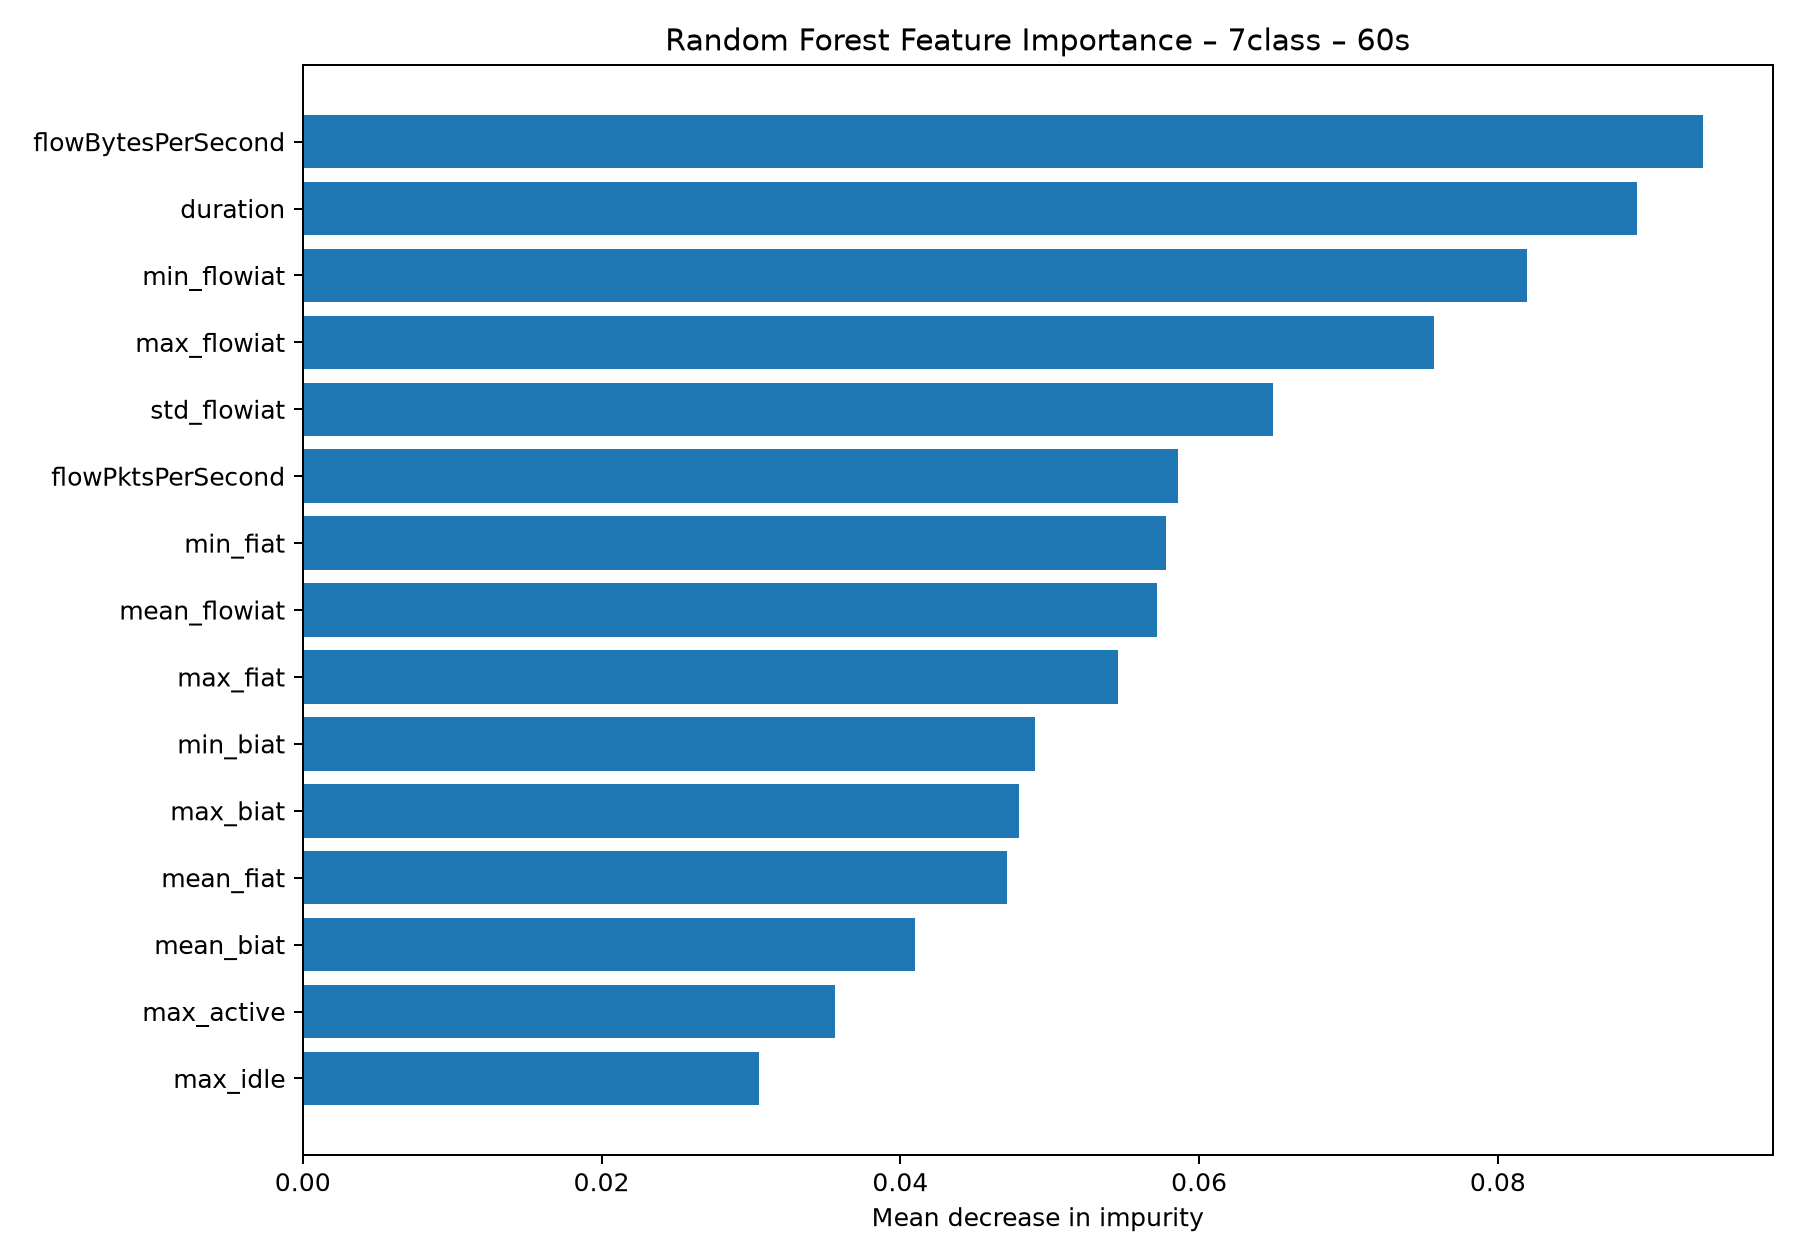 Random Forest Feature Importance – 7class – 60s
flowBytesPerSecond
duration
min_flowiat
max_flowiat
std_flowiat
flowPktsPerSecond
min_fiat
mean_flowiat
max_fiat
min_biat
max_biat
mean_fiat
mean_biat
max_active
max_idle
0.00 0.02 0.04 0.06 0.08
Mean decrease in impurity